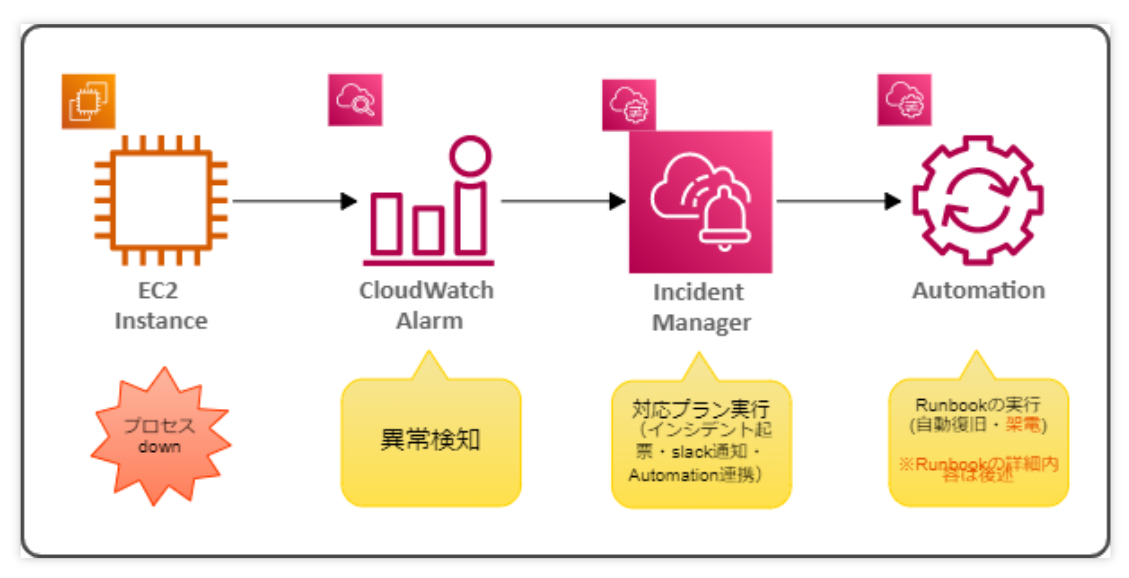 EC2
Instance
CloudWatch
Alarm
Incident
Manager
Automation
プロセス
down
異常検知
対応プラン実行
（インシデント起
票・slack通知・
Automation連携）
Runbookの実行
(自動復旧・架電)
※Runbookの詳細内
容は後述